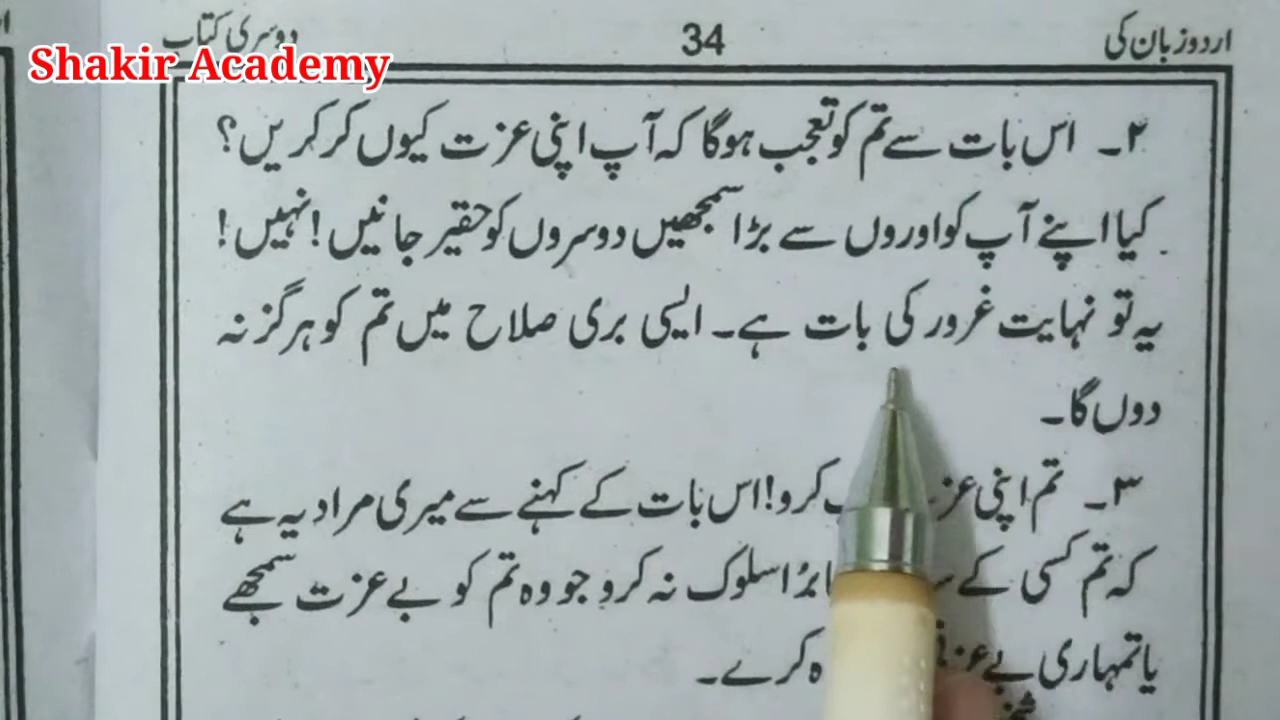 اردو زبان کی 34 دوسری کتاب
Shakir Academy
۲۔ اس بات سے تم کو تعجب ہوگا کہ آپ اپنی عزت کیوں کر کریں؟
کیا اپنے آپ کو اوروں سے بڑا سمجھیں دوسروں کو حقیر جانیں! نہیں!
یہ تو نہایت غرور کی بات ہے۔ ایسی بری صلاح میں تم کو ہرگز نہ
دوں گا۔
۳۔ تم اپنی کرو! اس بات کے کہنے سے میری مراد یہ ہے
کہ تم کسی کے برُا سلوک نہ کرو جو وہ تم کو بے عزت سمجھے
یا تمہاری کرے۔